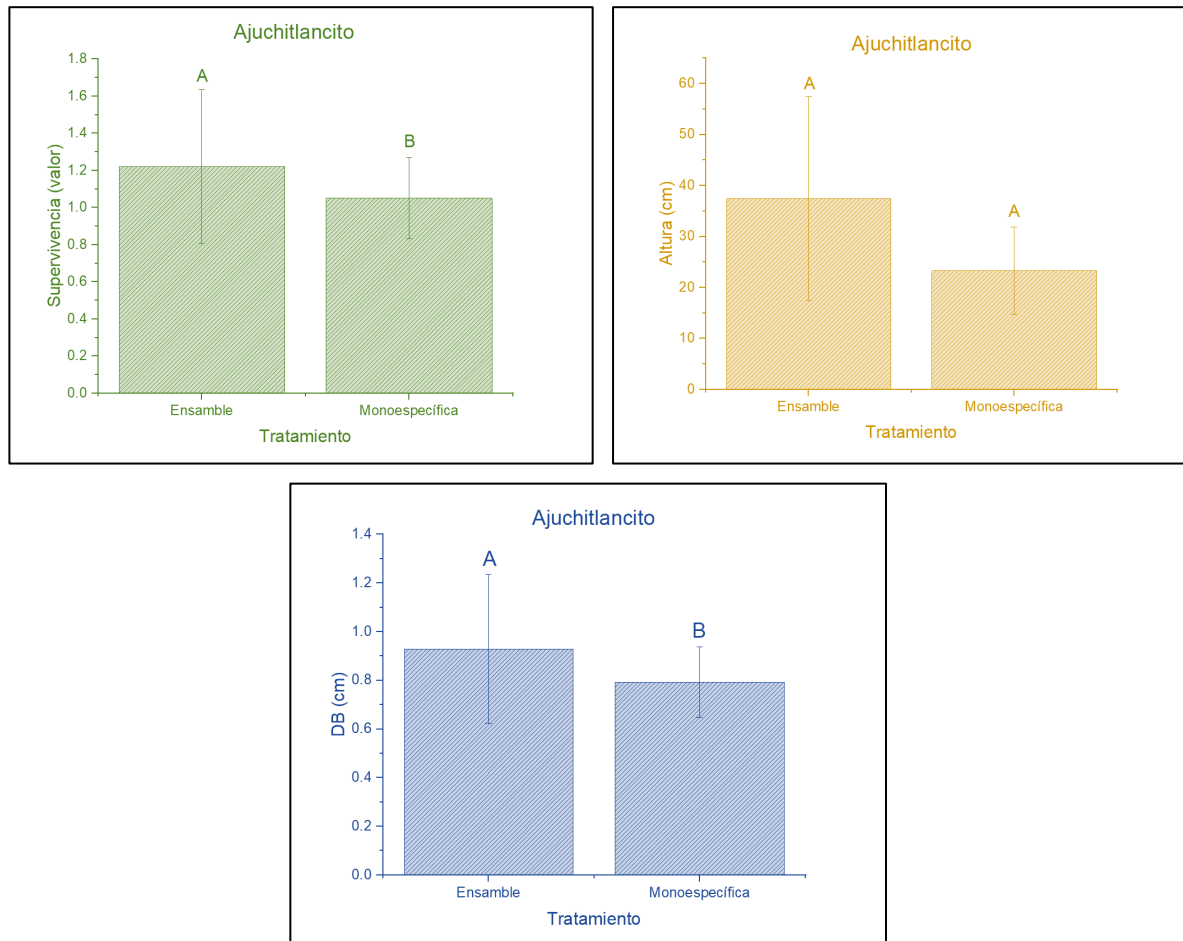 Ajuchitlancito
1.8
1.6
1.4
1.2
1.0
0.8
0.6
0.4
0.2
0.0
Supervivencia (valor)
A
B
Ensamble
Monoespecífica
Tratamiento
Ajuchitlancito
60
50
40
30
20
10
0
Altura (cm)
A
A
Ensamble
Monoespecífica
Tratamiento
Ajuchitlancito
1.4
1.2
1.0
0.8
0.6
0.4
0.2
0.0
DB (cm)
A
B
Ensamble
Monoespecífica
Tratamiento